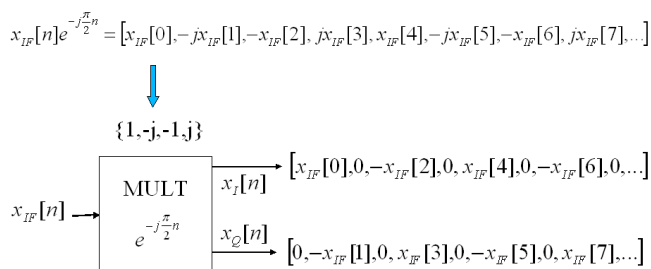 x_IF[n]e^{-j\frac{π}{2}n} = [x_IF[0],-jx_IF[1],-x_IF[2], jx_IF[3], x_IF[4],-jx_IF[5],-x_IF[6], jx_IF[7],...]
{1,-j,-1,j}
[x_IF[0],0,-x_IF[2],0, x_IF[4],0,-x_IF[6],0,...]
MULT
x_I[n]
x_IF[n]
e^{-j\frac{π}{2}n}
x_Q[n]
[0,-x_IF[1],0, x_IF[3],0,-x_IF[5],0, x_IF[7],...]